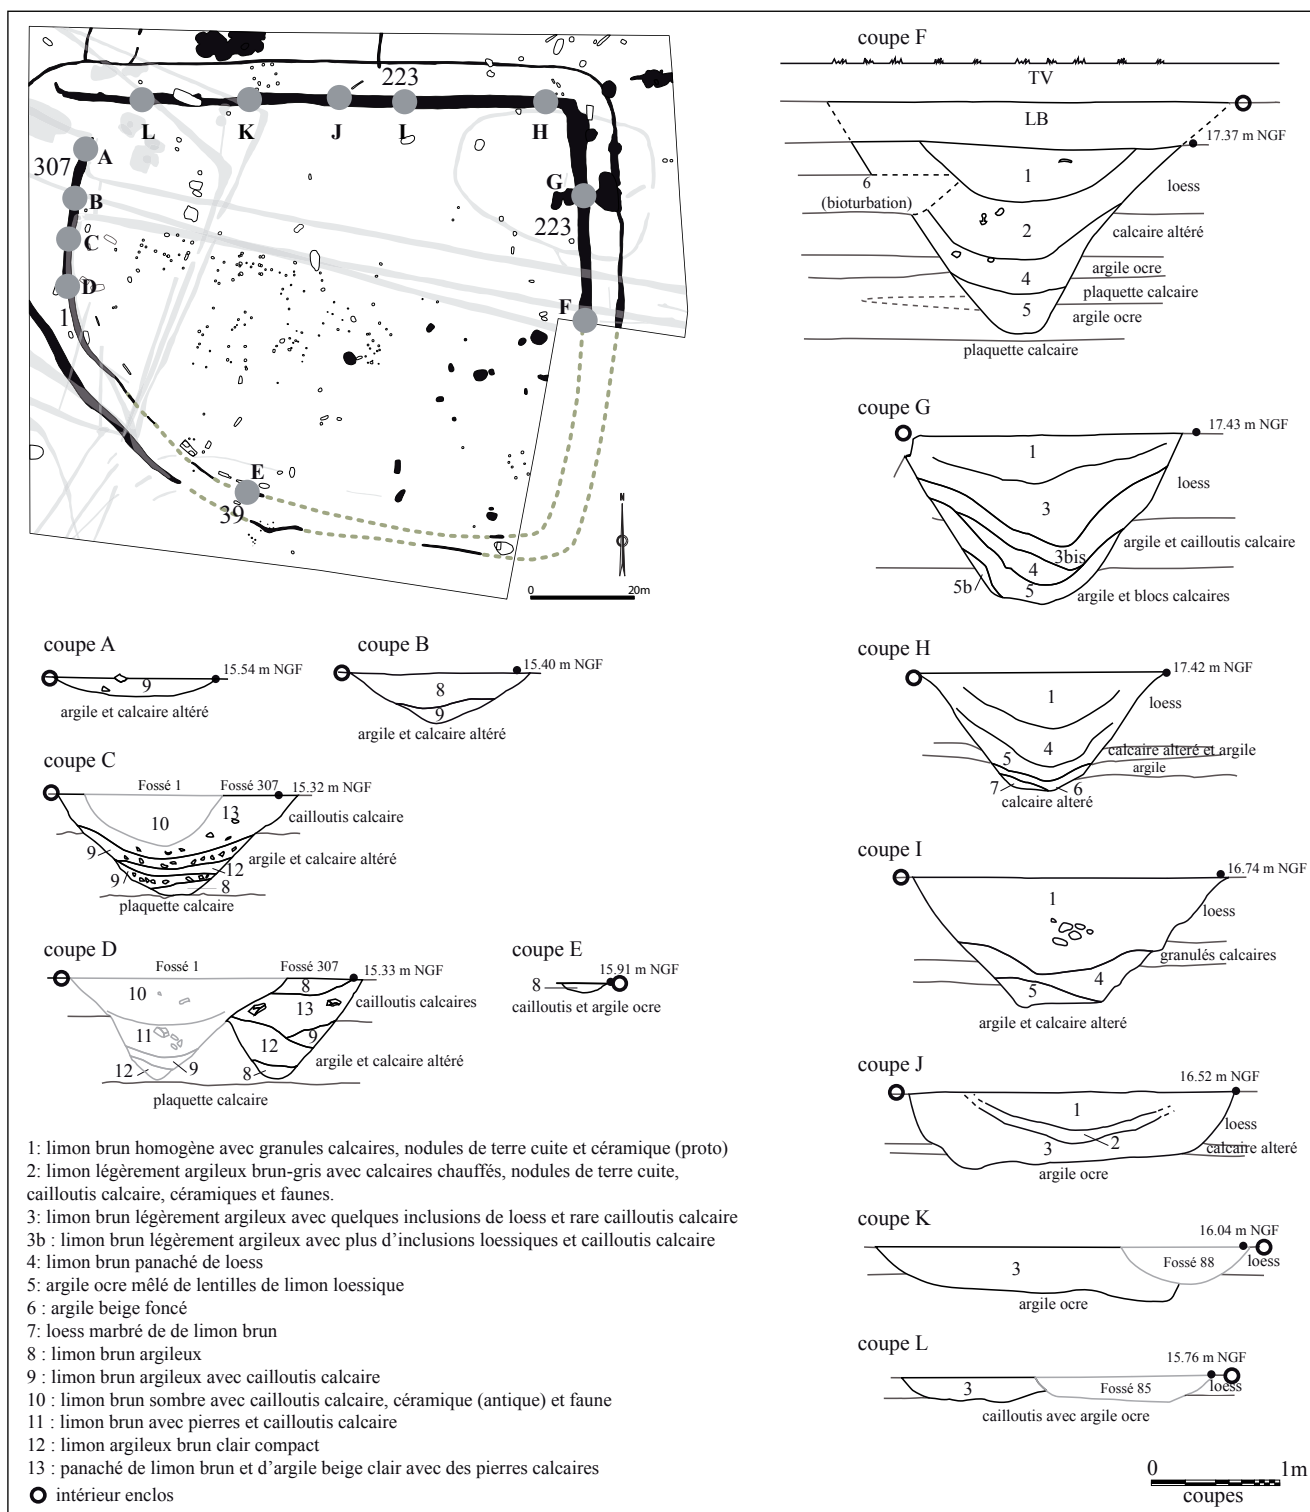 223
L
K
J
I
H
A
307
B
G
C
223
D
F
1
E
39
N
0
20m
coupe F
TV
LB
17.37 m NGF
1
6
(bioturbation)
loess
2
calcaire altéré
argile ocre
4
plaquette calcaire
5
argile ocre
plaquette calcaire
coupe G
17.43 m NGF
1
loess
3
argile et cailloutis calcaire
3bis
4
5b
5
argile et blocs calcaires
coupe A
15.54 m NGF
9
argile et calcaire altéré
coupe B
15.40 m NGF
8
9
argile et calcaire altéré
coupe H
17.42 m NGF
1
loess
4
5
calcaire alteré et argile
argile
7
6
calcaire alteré
coupe C
Fossé 1
Fossé 307
15.32 m NGF
13
10
cailloutis calcaire
9
argile et calcaire altéré
12
9
8
plaquette calcaire
coupe I
16.74 m NGF
1
loess
granulés calcaires
4
5
argile et calcaire alteré
coupe D
Fossé 1
Fossé 307
15.33 m NGF
8
10
cailloutis calcaires
13
11
9
12
argile et calcaire altéré
12
9
8
plaquette calcaire
coupe E
15.91 m NGF
8
cailloutis et argile ocre
coupe J
16.52 m NGF
1
loess
2
3
calcaire alteré
argile ocre
coupe K
16.04 m NGF
Fossé 88
loess
3
argile ocre
coupe L
15.76 m NGF
3
Fossé 85
loess
cailloutis avec argile ocre
1: limon brun homogène avec granules calcaires, nodules de terre cuite et céramique (proto)
2: limon légèrement argileux brun-gris avec calcaires chauffés, nodules de terre cuite,
cailloutis calcaire, céramiques et faunes.
3: limon brun légèrement argileux avec quelques inclusions de loess et rare cailloutis calcaire
3b : limon brun légèrement argileux avec plus d’inclusions loessiques et cailloutis calcaire
4: limon brun panaché de loess
5: argile ocre mêlé de lentilles de limon loessique
6 : argile beige foncé
7: loess marbré de de limon brun
8 : limon brun argileux
9 : limon brun argileux avec cailloutis calcaire
10 : limon brun sombre avec cailloutis calcaire, céramique (antique) et faune
11 : limon brun avec pierres et cailloutis calcaire
12 : limon argileux brun clair compact
13 : panaché de limon brun et d’argile beige clair avec des pierres calcaires
intérieur enclos
0
1m
coupes